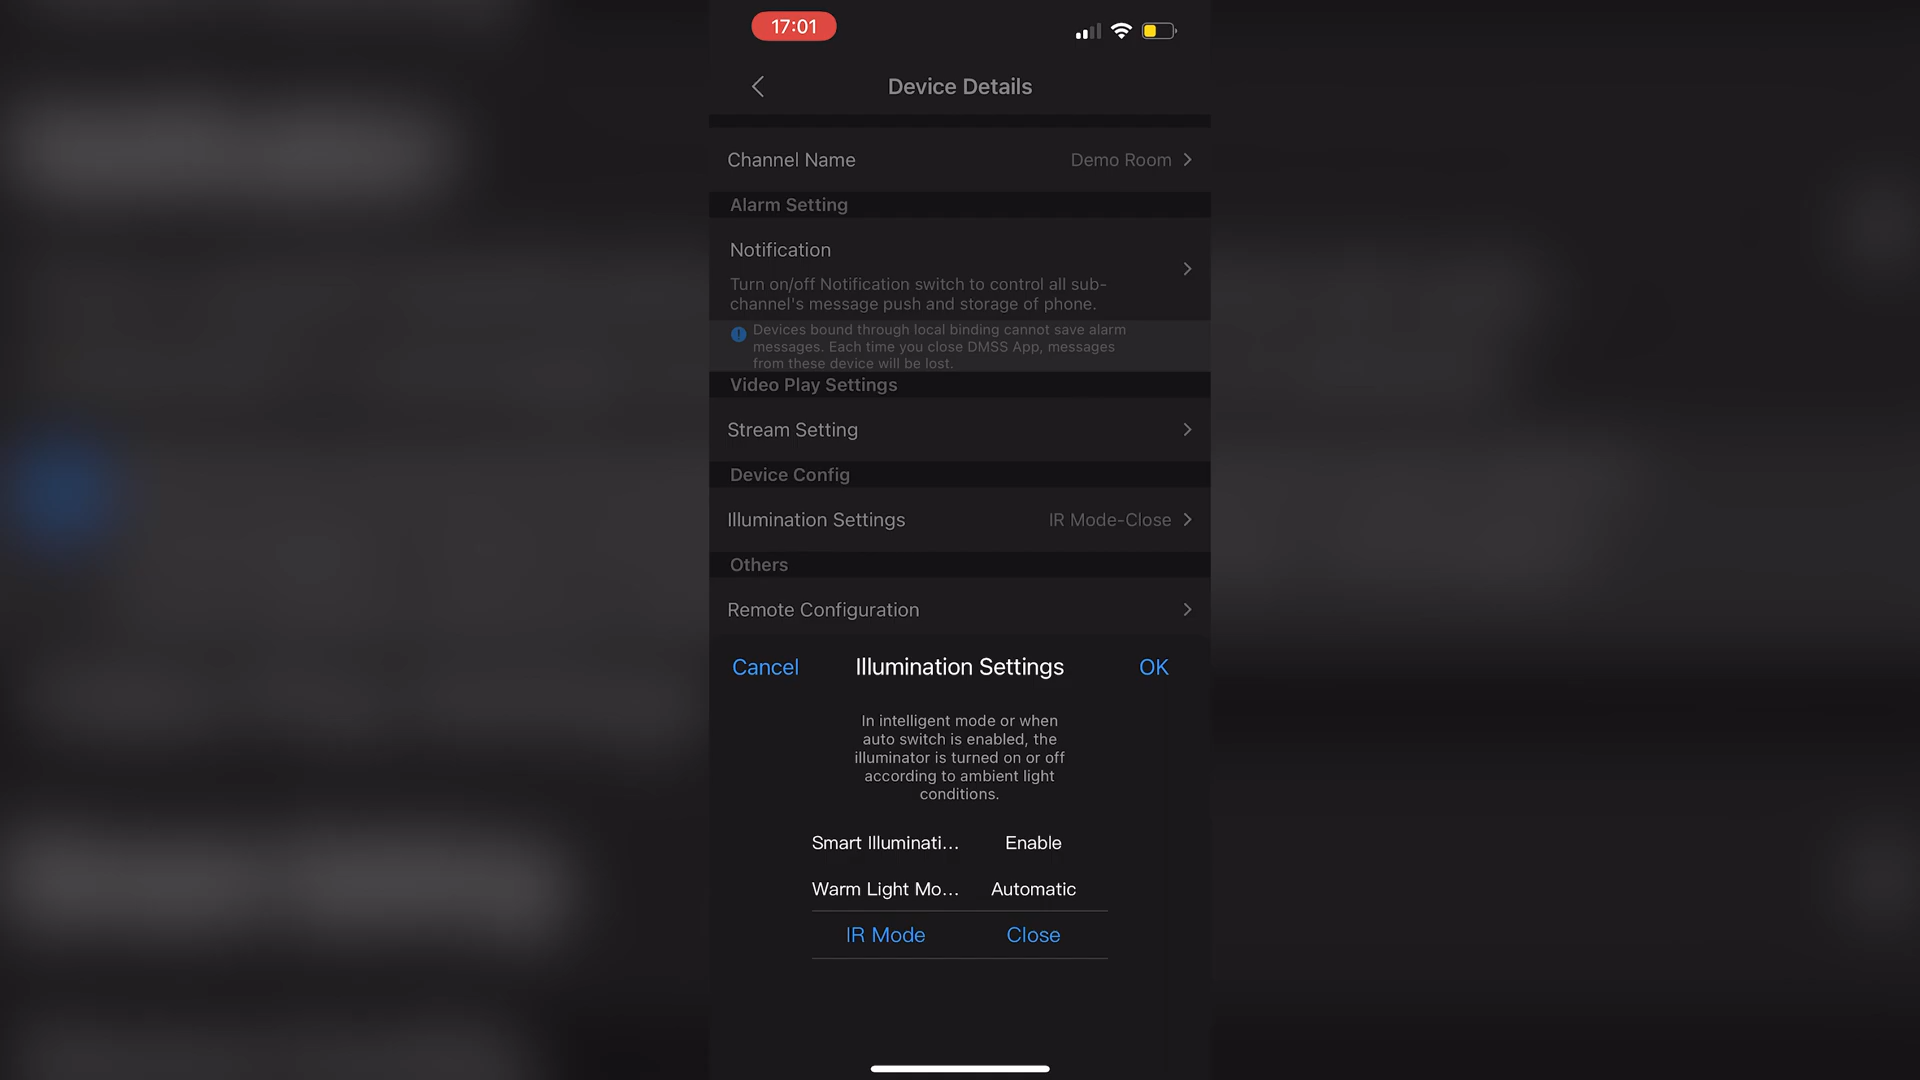 17:01
Device Details
Channel Name Demo Room
Alarm Setting
Notification
Turn on/off Notification switch to control all sub-
channel's message push and storage of phone.
Devices bound through local binding cannot save alarm
messages. Each time you close DMSS App, messages
from these device will be lost.
Video Play Settings
Stream Setting
Device Config
Illumination Settings IR Mode-Close
Others
Remote Configuration
Cancel Illumination Settings OK
In intelligent mode or when
auto switch is enabled, the
illuminator is turned on or off
according to ambient light
conditions.
Smart Illuminati... Enable
Warm Light Mo... Automatic
IR Mode Close